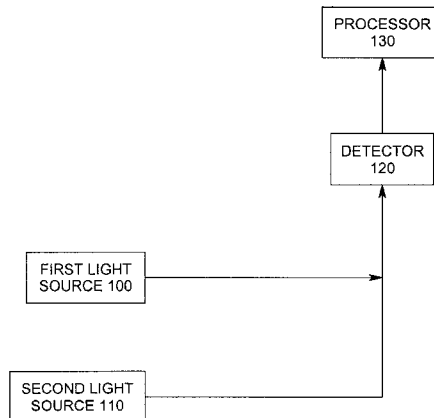 PROCESSOR
130
DETECTOR
120
FIRST LIGHT
SOURCE 100
SECOND LIGHT
SOURCE 110